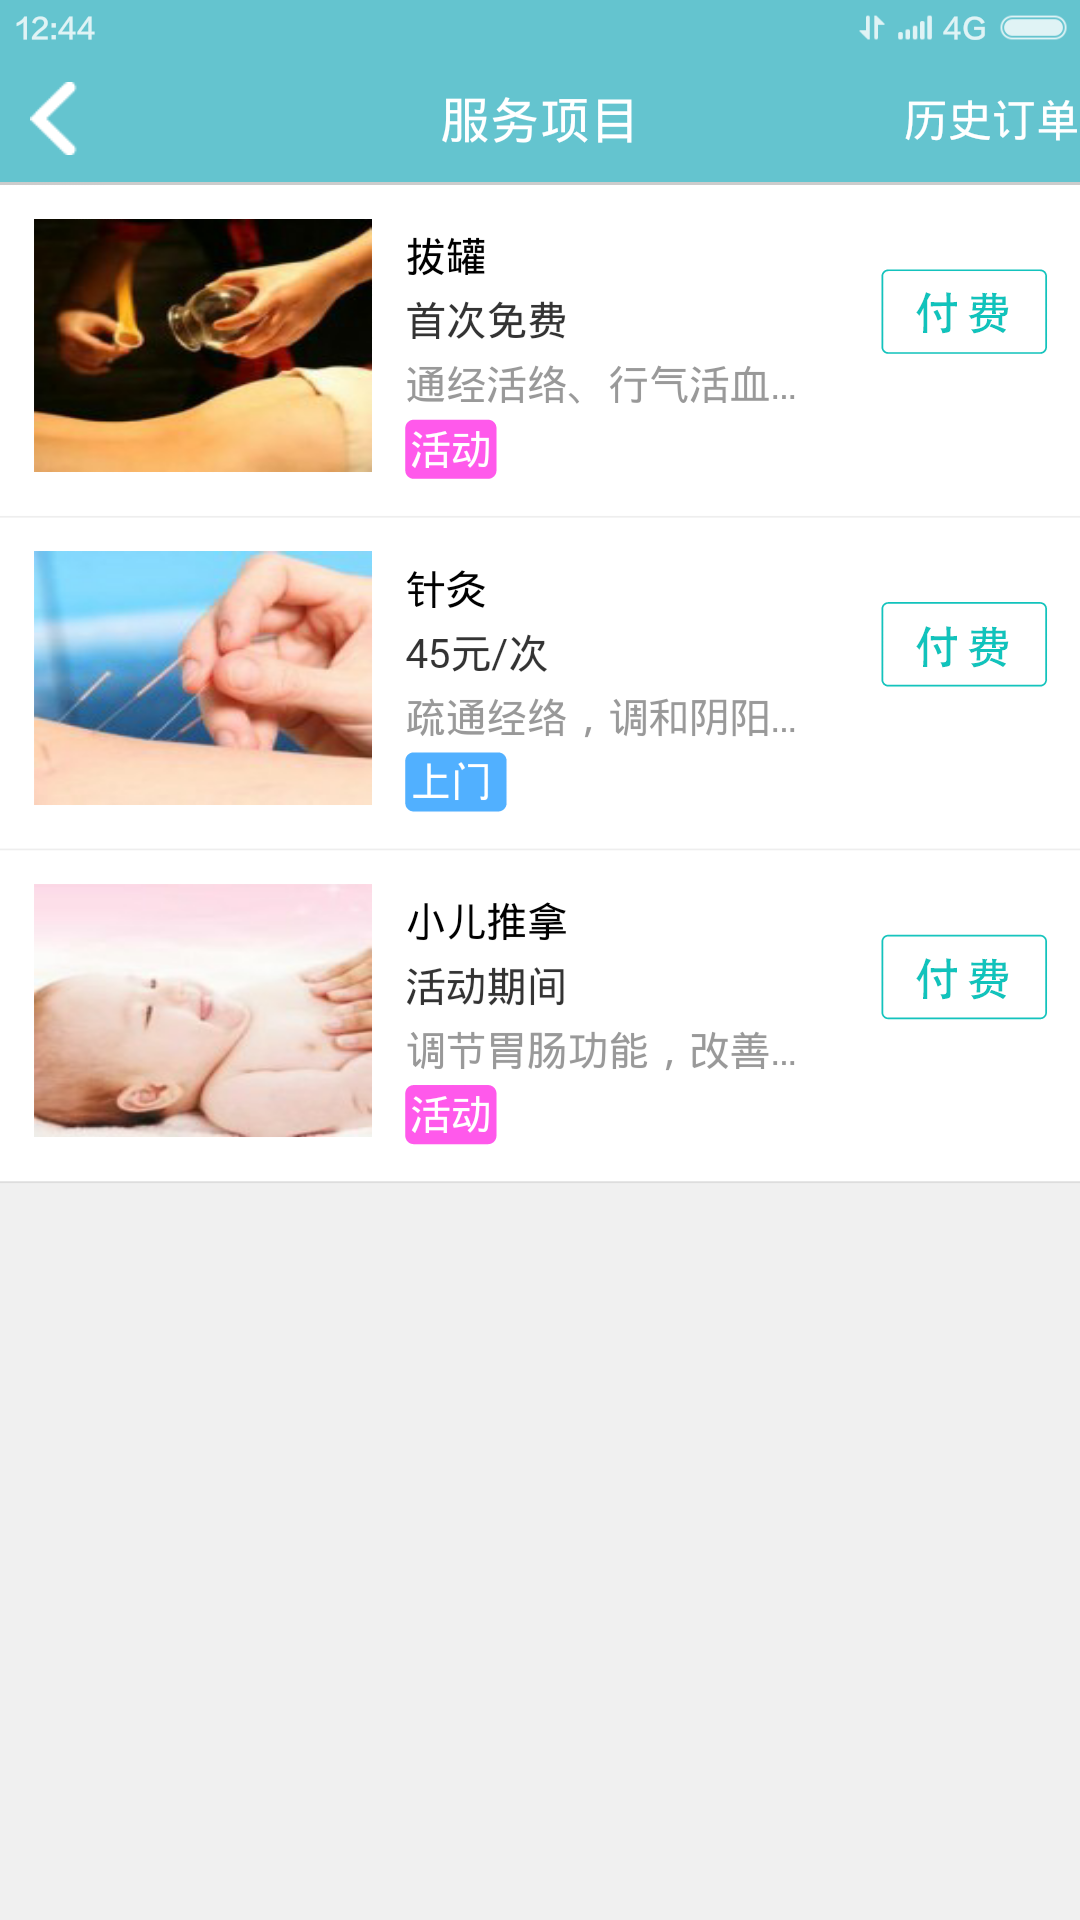 12:44 4G
服务项目 历史订单
拔罐
首次免费
付 费
通经活络、行气活血...
活动
针灸
45元/次
付 费
疏通经络，调和阴阳...
上门
小儿推拿
活动期间
付 费
调节胃肠功能，改善...
活动